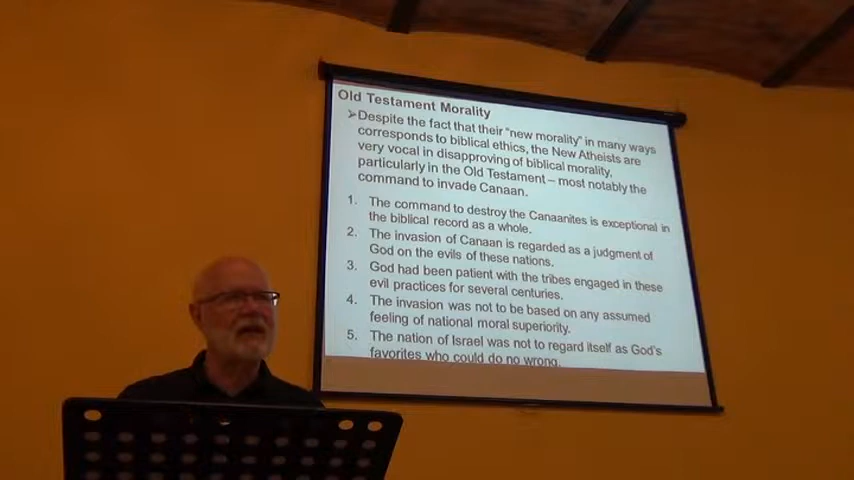 Old Testament Morality
➢Despite the fact that their "new morality" in many ways
corresponds to biblical ethics, the New Atheists are
very vocal in disapproving of biblical morality,
particularly in the Old Testament – most notably the
command to invade Canaan.
1. The command to destroy the Canaanites is exceptional in
the biblical record as a whole.
2. The invasion of Canaan is regarded as a judgment of
God on the evils of these nations.
3. God had been patient with the tribes engaged in these
evil practices for several centuries.
4. The invasion was not to be based on any assumed
feeling of national moral superiority.
5. The nation of Israel was not to regard itself as God's
favorites who could do no wrong.